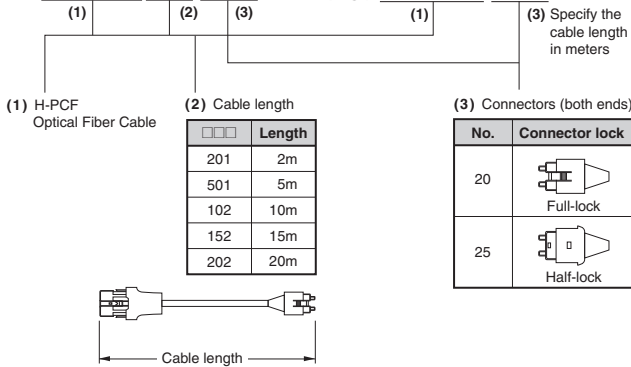 (1) (2) (3) (1) (3) Specify the
cable length
in meters
(1) H-PCF
Optical Fiber Cable
(2) Cable length
□□□ Length
201 2m
501 5m
102 10m
152 15m
202 20m
Cable length
(3) Connectors (both ends)
No. Connector lock
20
Full-lock
25
Half-lock